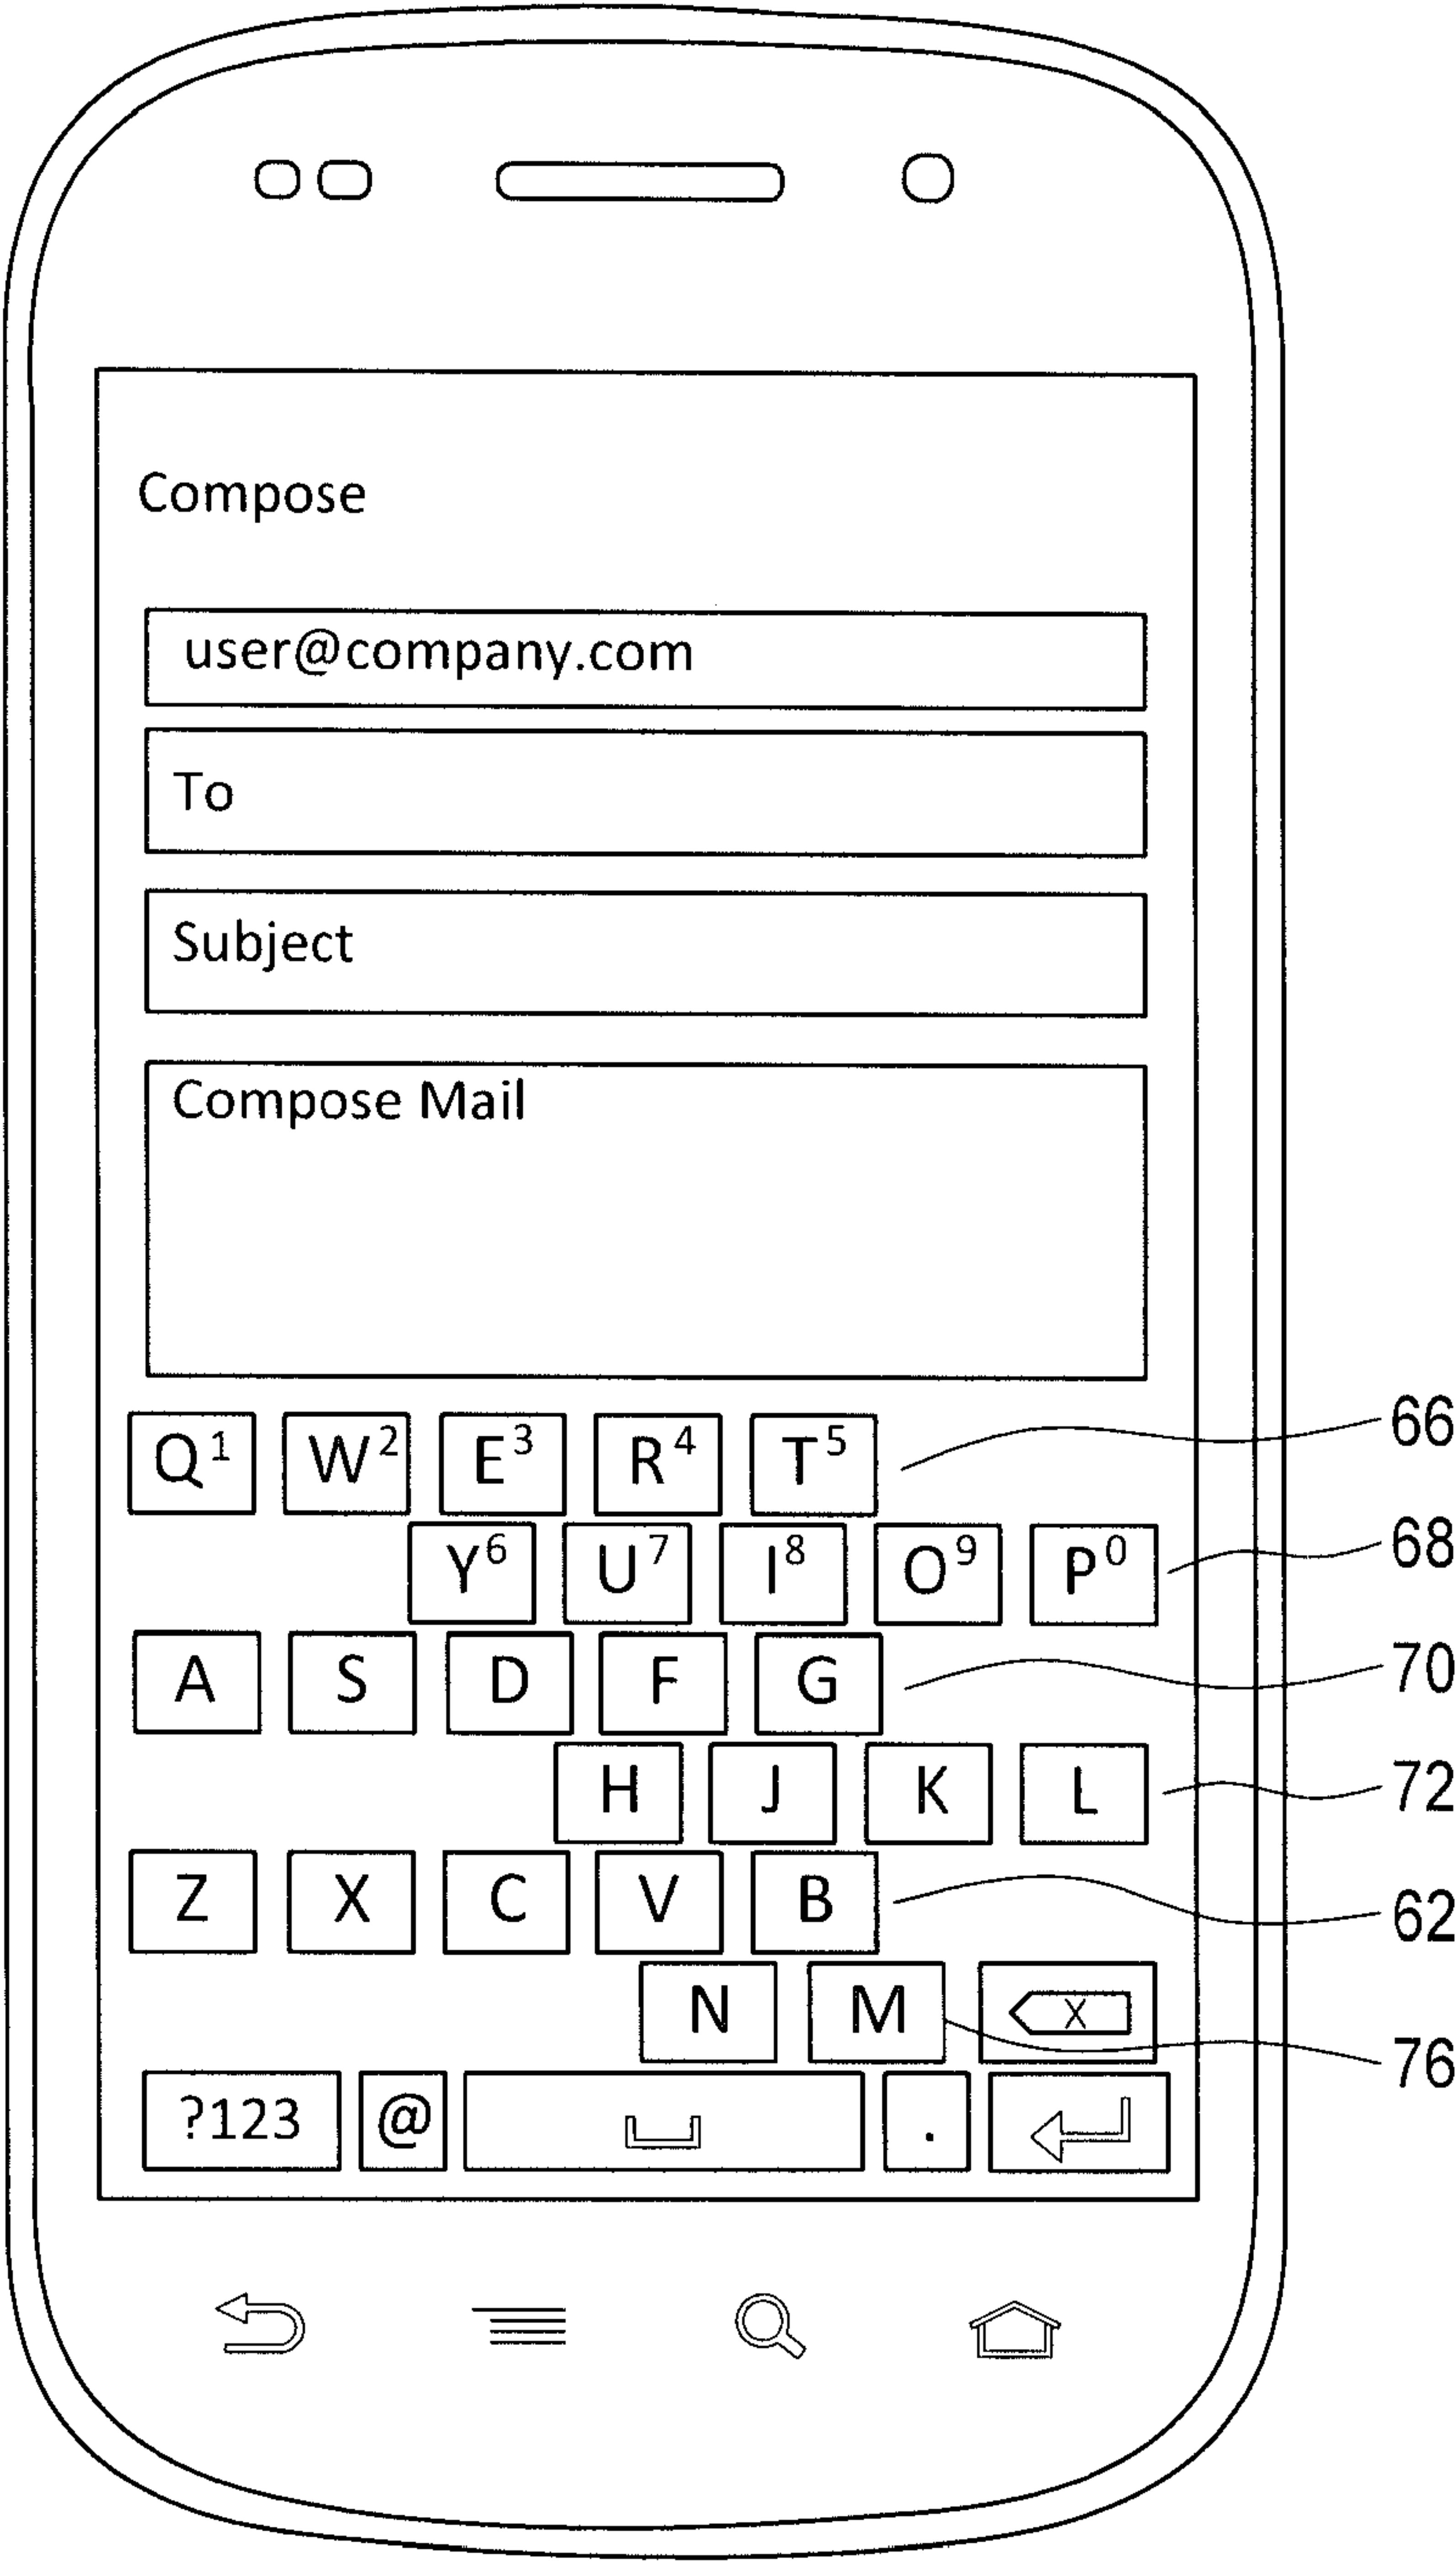 Compose
user@company.com
To
Subject
Compose Mail
Q1 W2 E3 R4 T5 66
Y6 U7 I8 O9 P0 68
A S D F G 70
H J K L 72
Z X C V B 62
N M X 76
?123 @ .